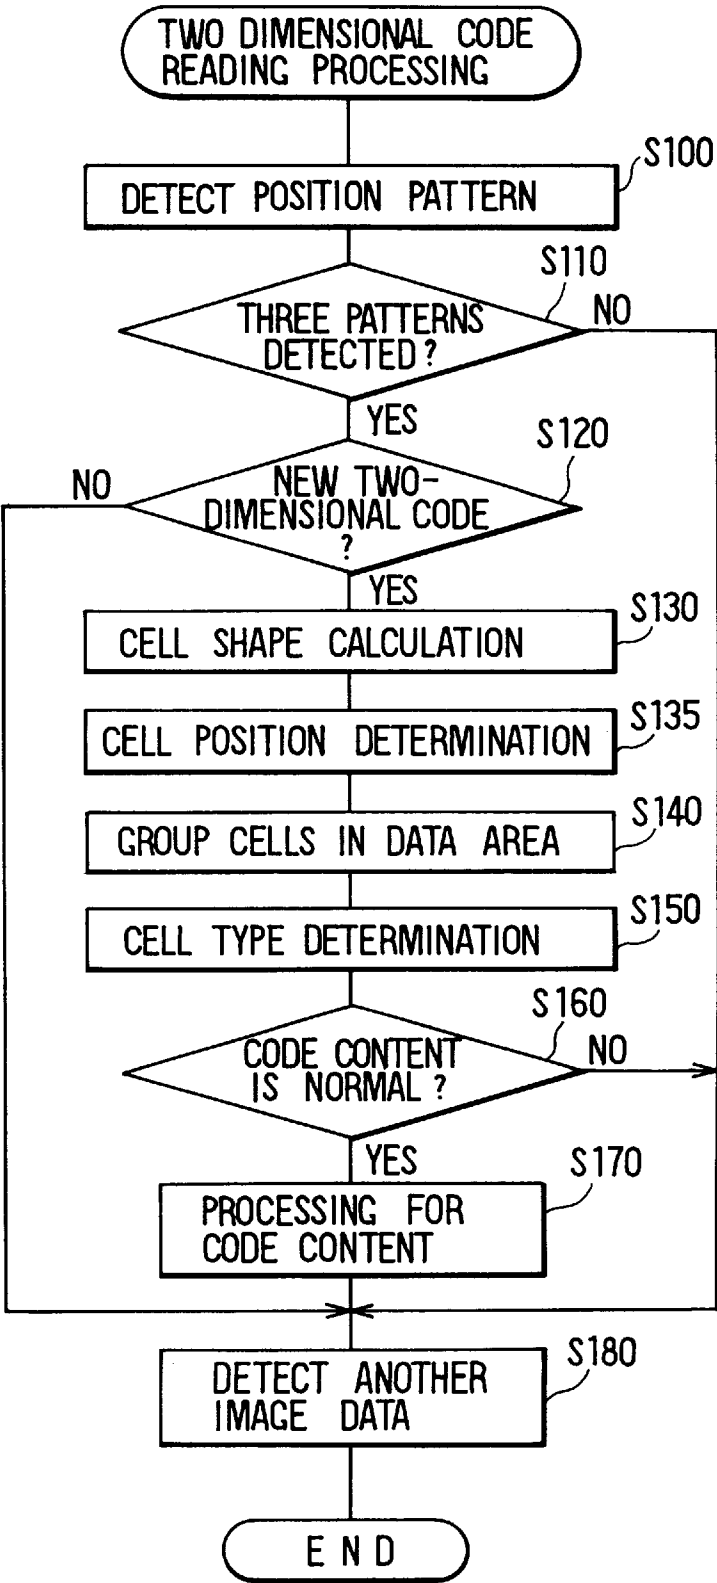 TWO DIMENSIONAL CODE
READING PROCESSING
S100
DETECT POSITION PATTERN
S110
THREE PATTERNS
DETECTED?
NO
YES
S120
NEW TWO-
DIMENSIONAL CODE
?
NO
YES
S130
CELL SHAPE CALCULATION
S135
CELL POSITION DETERMINATION
S140
GROUP CELLS IN DATA AREA
S150
CELL TYPE DETERMINATION
S160
CODE CONTENT
IS NORMAL?
NO
YES
S170
PROCESSING FOR
CODE CONTENT
S180
DETECT ANOTHER
IMAGE DATA
END